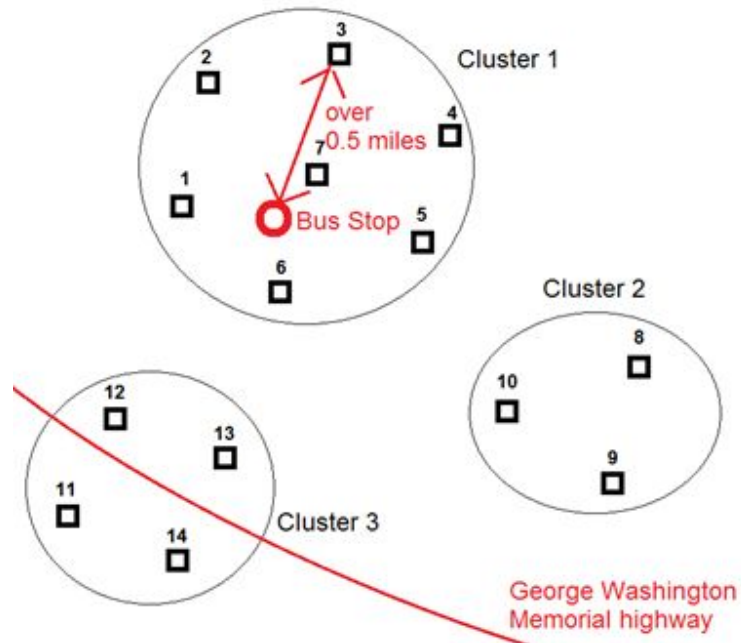 3
Cluster 1
2
over
0.5 miles
4
7
1
Bus Stop
5
6
Cluster 2
8
10
12
13
9
11
Cluster 3
14
George Washington
Memorial highway